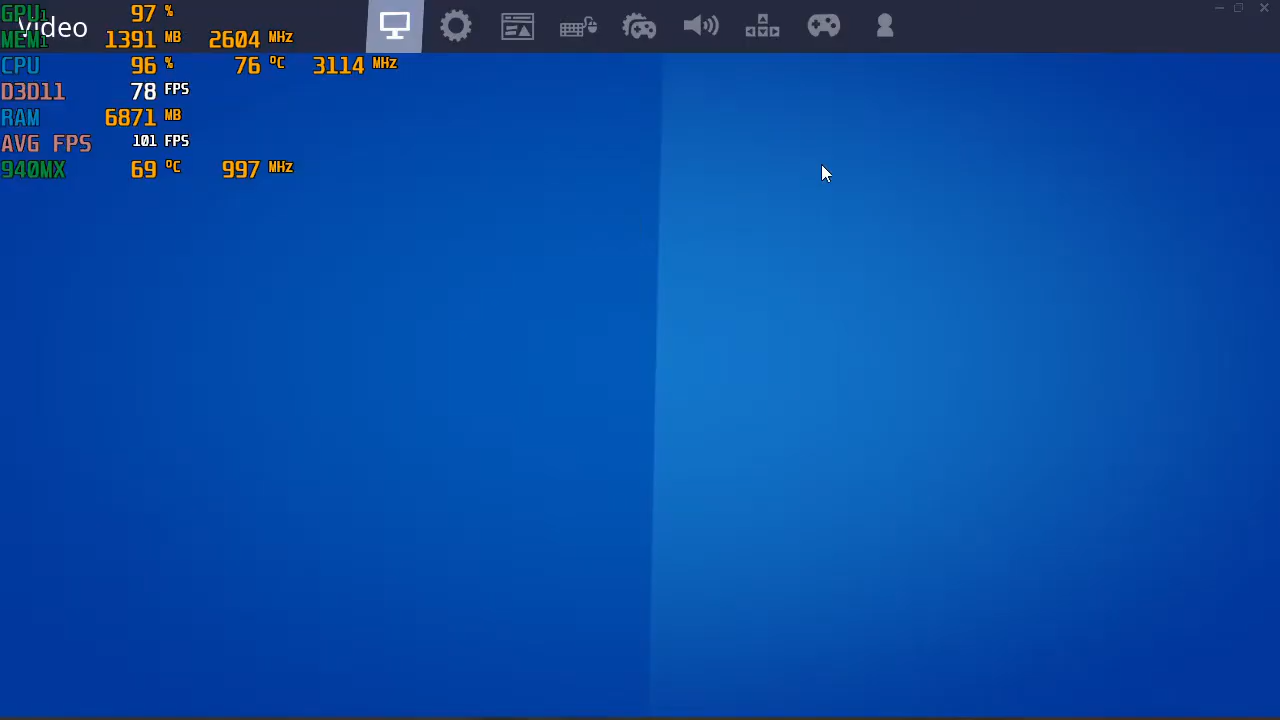 GPU1 97 %
Video
MEM1 1391 MB 2604 MHz
CPU 96 % 76 °C 3114 MHz
D3D11 78 FPS
RAM 6871 MB
AVG FPS 101 FPS
940MX 69 °C 997 MHz